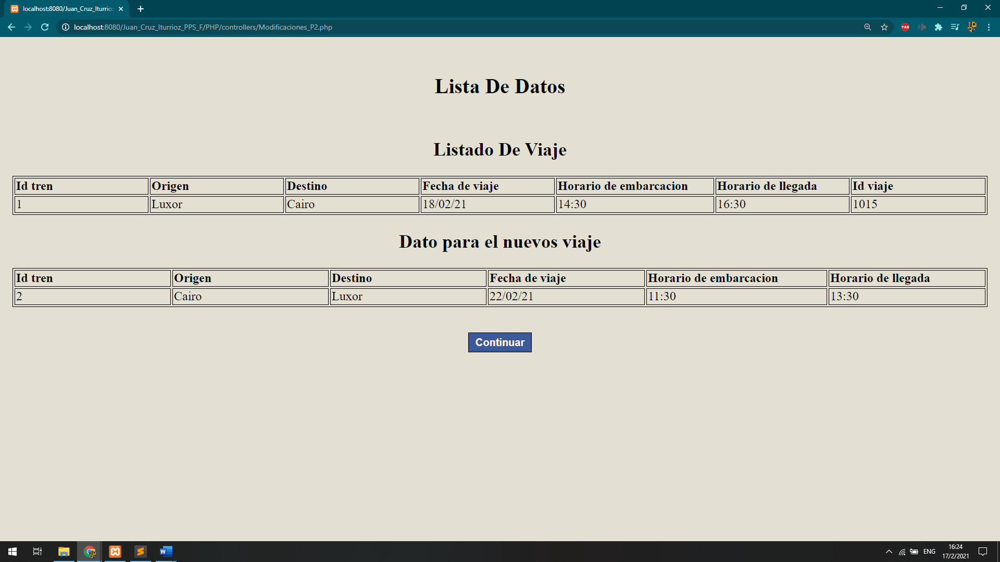 localhost:8080/Juan_Cruz_Iturrio
localhost:8080/Juan_Cruz_Iturrioz_PPS_F/PHP/controllers/Modificaciones_P2.php
YAB
Lista De Datos
Listado De Viaje
Id tren Origen Destino Fecha de viaje Horario de embarcacion Horario de llegada Id viaje
1 Luxor Cairo 18/02/21 14:30 16:30 1015
Dato para el nuevos viaje
Id tren Origen Destino Fecha de viaje Horario de embarcacion Horario de llegada
2 Cairo Luxor 22/02/21 11:30 13:30
Continuar
ENG
16:24
17/2/2021